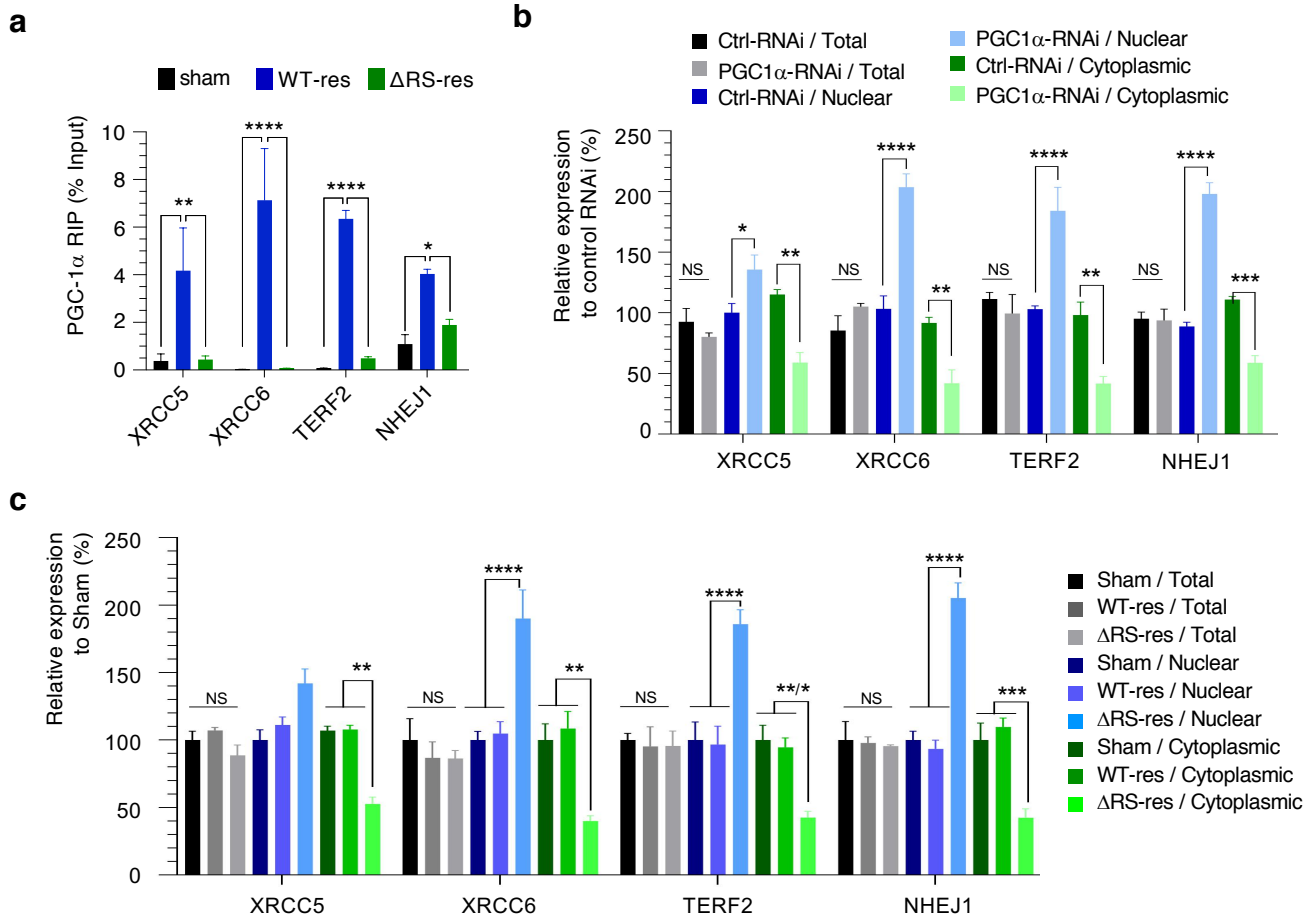 a
sham WT-res ΔRS-res
PGC-1α RIP (% Input)
10
8
6
4
2
0
** **** **** *
XRCC5 XRCC6 TERF2 NHEJ1
b
Ctrl-RNAi / Total
PGC1α-RNAi / Total
Ctrl-RNAi / Nuclear
PGC1α-RNAi / Nuclear
Ctrl-RNAi / Cytoplasmic
PGC1α-RNAi / Cytoplasmic
Relative expression
to control RNAi (%)
250
200
150
100
50
0
NS * ** NS **** ** NS **** ** NS **** ***
XRCC5 XRCC6 TERF2 NHEJ1
c
Relative expression
to Sham (%)
250
200
150
100
50
0
NS ** NS **** ** NS **** **/* NS **** ***
XRCC5 XRCC6 TERF2 NHEJ1
Sham / Total
WT-res / Total
ΔRS-res / Total
Sham / Nuclear
WT-res / Nuclear
ΔRS-res / Nuclear
Sham / Cytoplasmic
WT-res / Cytoplasmic
ΔRS-res / Cytoplasmic